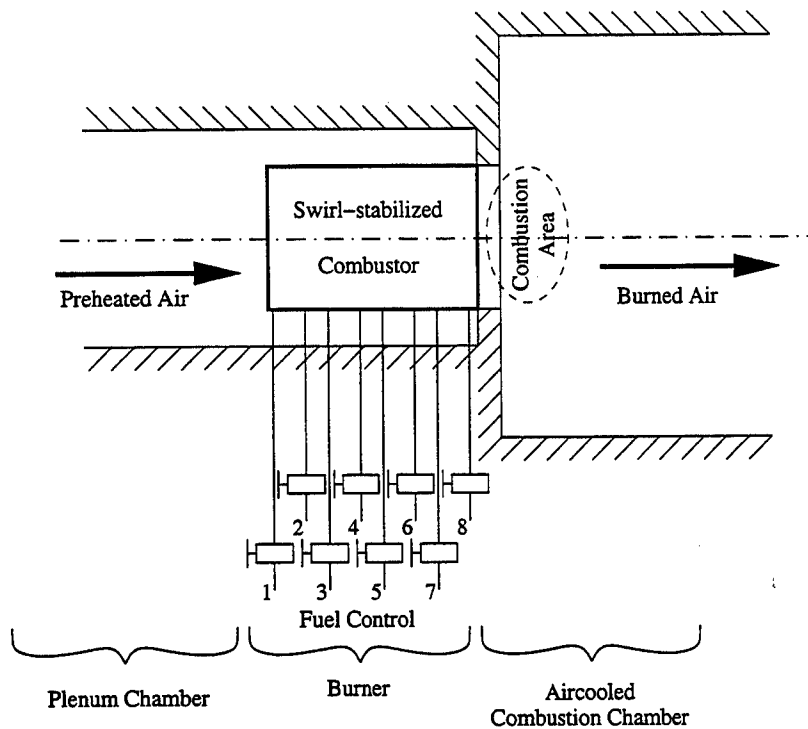 Swirl-stabilized
Combustor
Combustion
Area
Preheated Air
Burned Air
2
4
6
8
1
3
5
7
Fuel Control
Plenum Chamber
Burner
Aircooled
Combustion Chamber